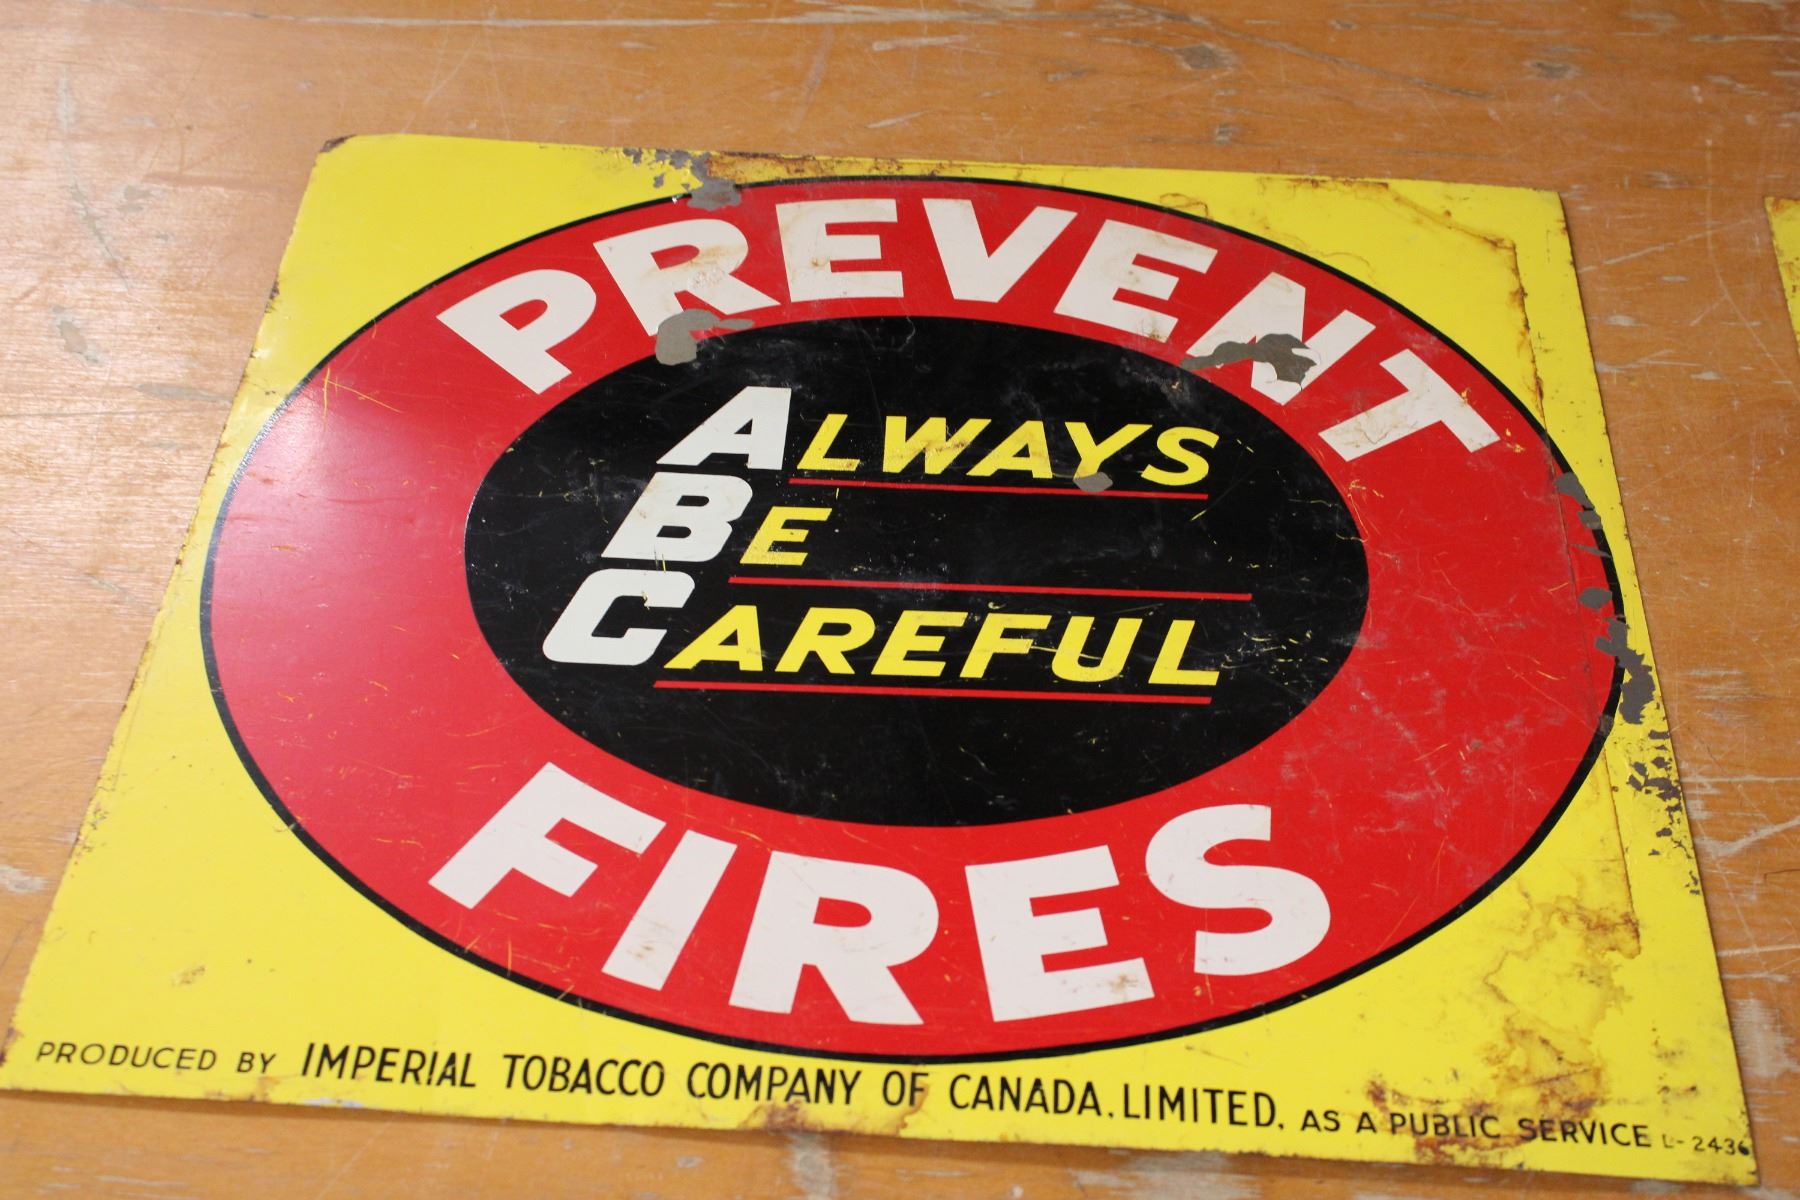 PREVENT
ALWAYS
BE
CAREFUL
FIRES
PRODUCED BY IMPERIAL TOBACCO COMPANY OF CANADA, LIMITED, AS A PUBLIC SERVICE L-2436